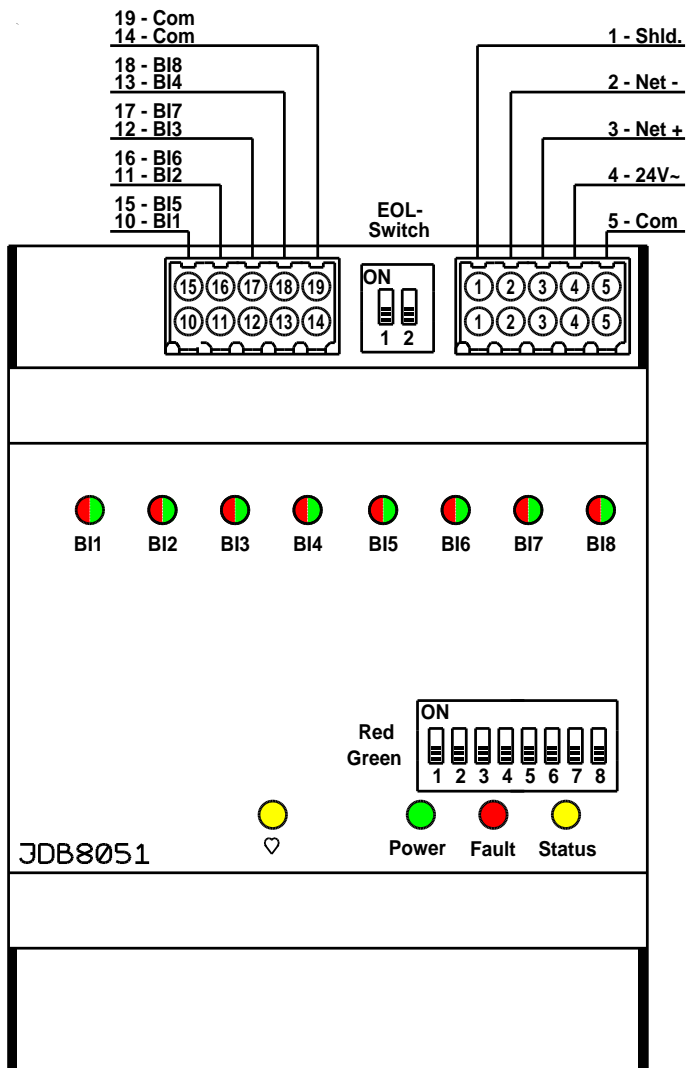 19 - Com
14 - Com
18 - BI8
13 - BI4
17 - BI7
12 - BI3
16 - BI6
11 - BI2
15 - BI5
10 - BI1
1 - Shld.
2 - Net -
3 - Net +
4 - 24V~
5 - Com
EOL-
Switch
15 16 17 18 19
10 11 12 13 14
ON
1 2
1 2 3 4 5
1 2 3 4 5
BI1 BI2 BI3 BI4 BI5 BI6 BI7 BI8
ON
Red
Green
1 2 3 4 5 6 7 8
Power Fault Status
JDB8051